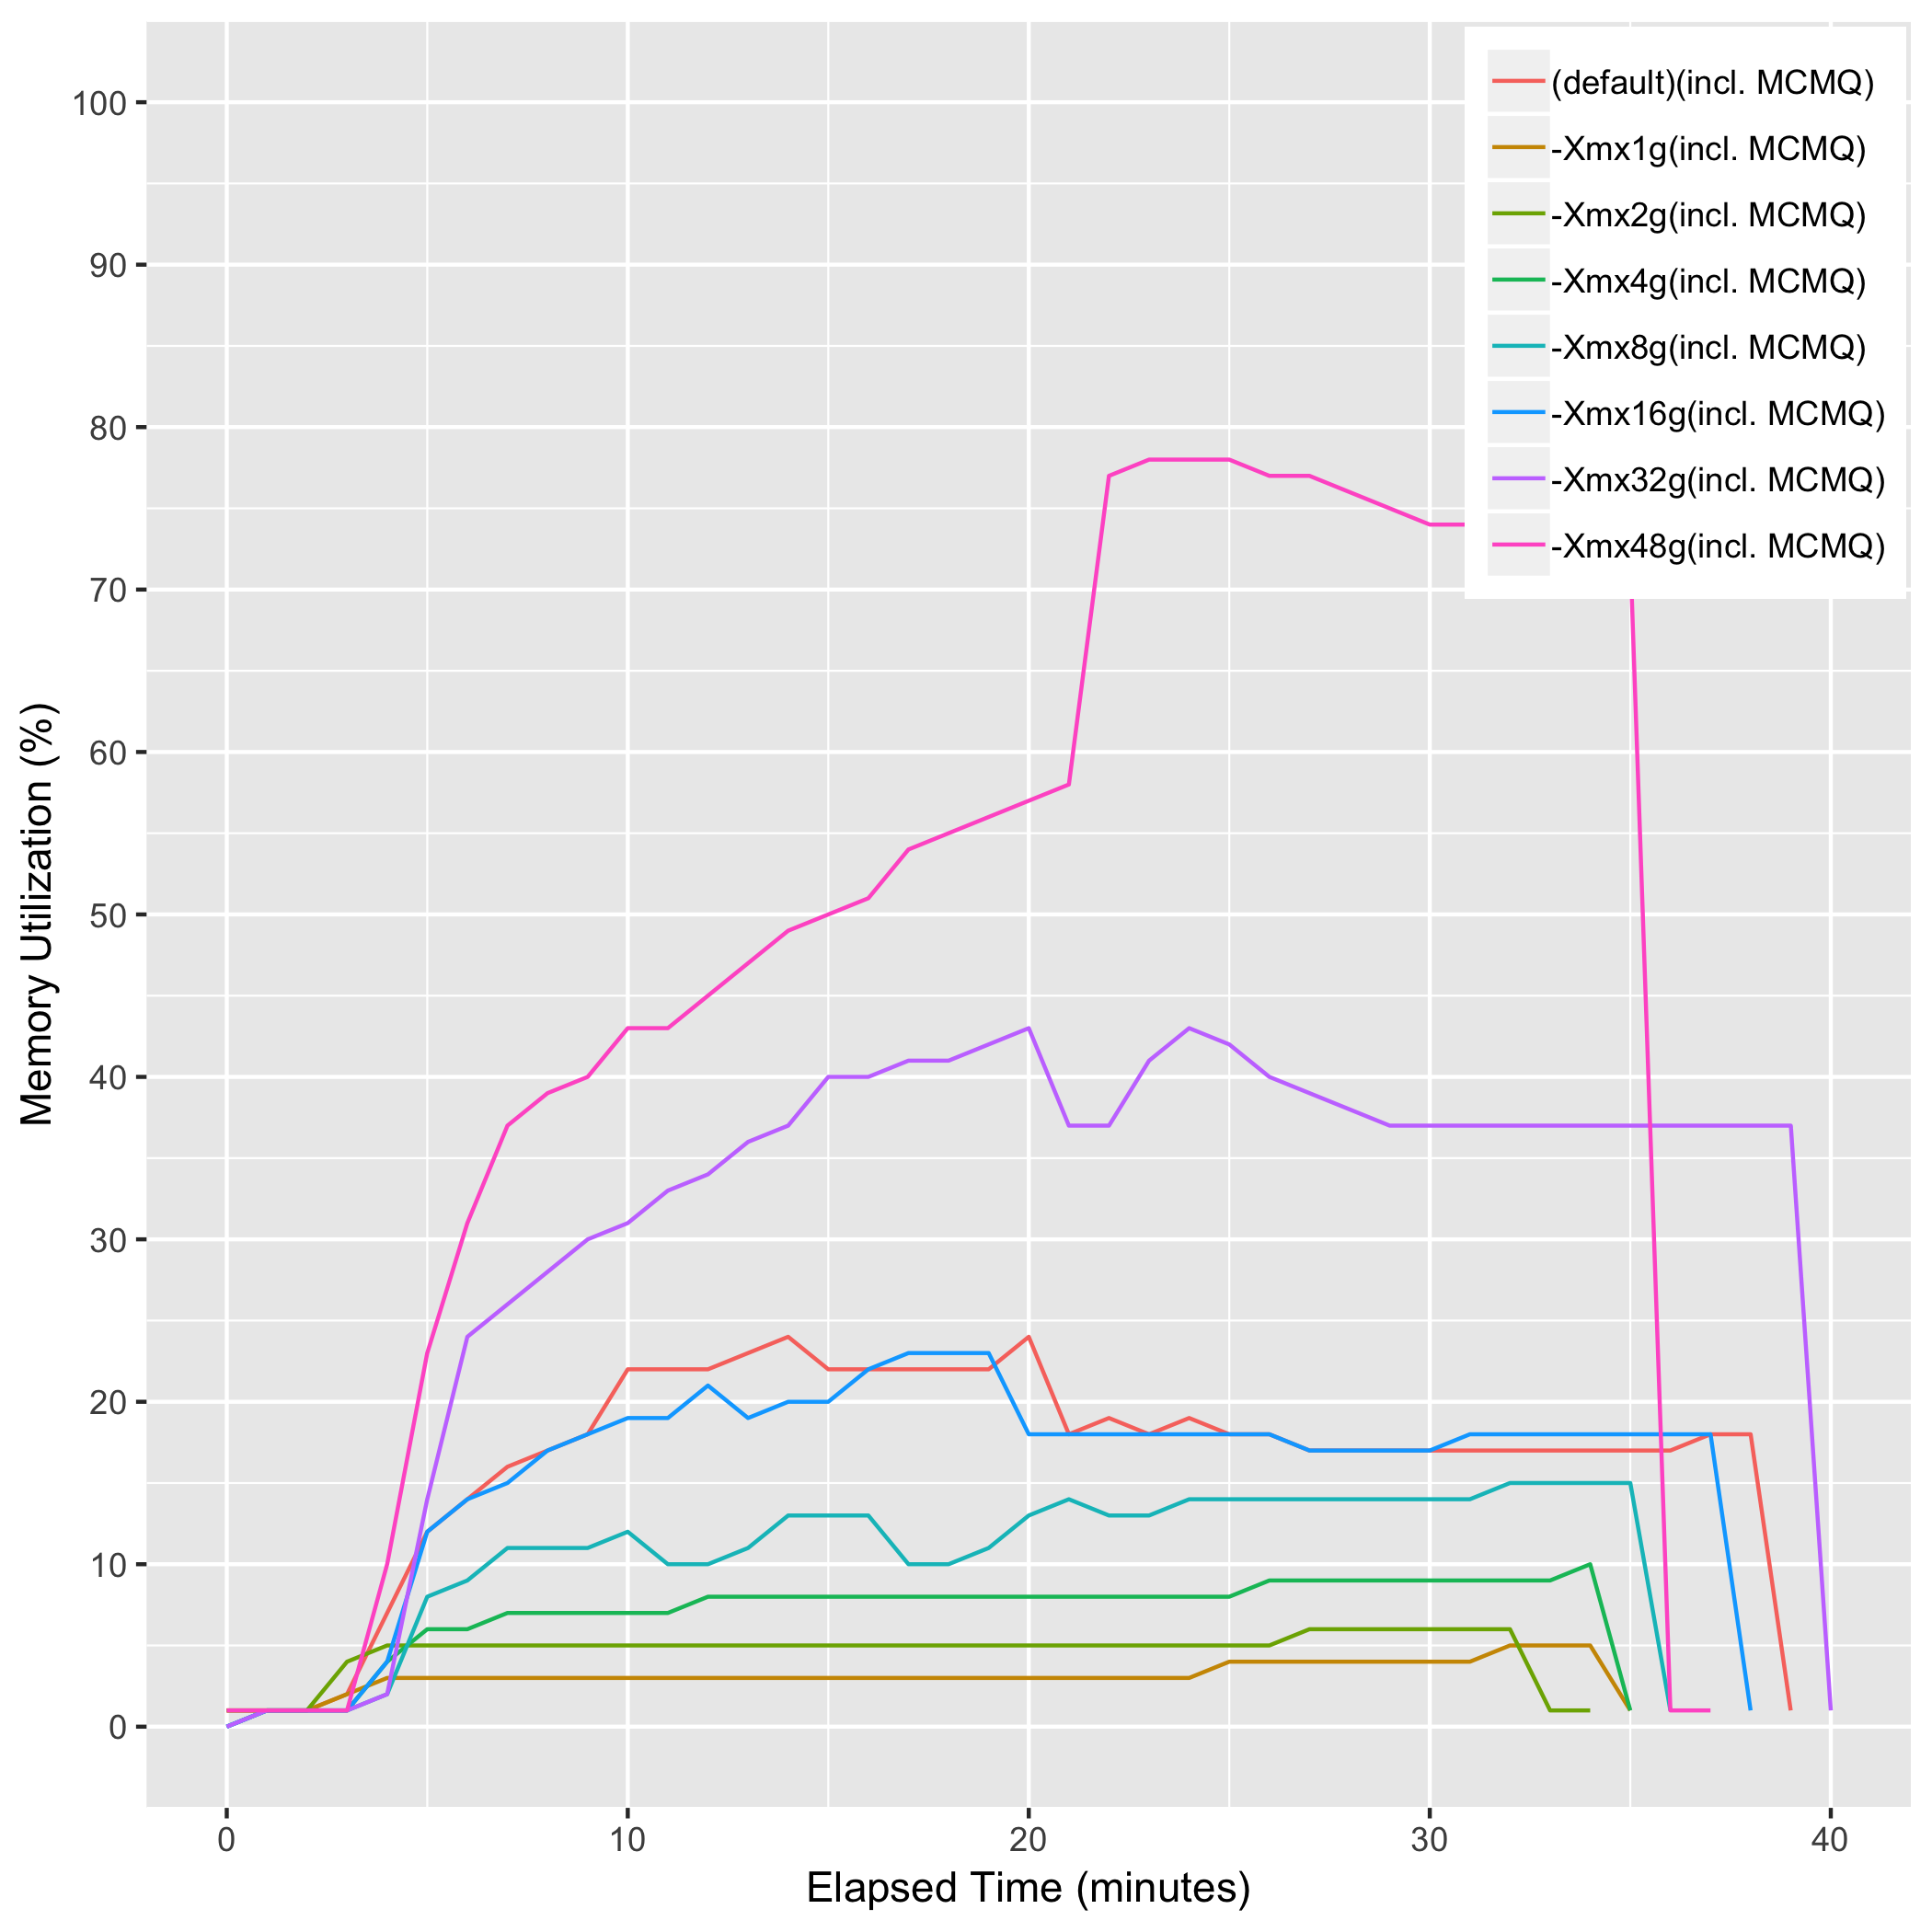 (default)(incl. MCMQ)
-Xmx1g(incl. MCMQ)
-Xmx2g(incl. MCMQ)
-Xmx4g(incl. MCMQ)
-Xmx8g(incl. MCMQ)
-Xmx16g(incl. MCMQ)
-Xmx32g(incl. MCMQ)
-Xmx48g(incl. MCMQ)
100
90
80
70
60
50
40
30
20
10
0
Memory Utilization (%)
0 10 20 30 40
Elapsed Time (minutes)